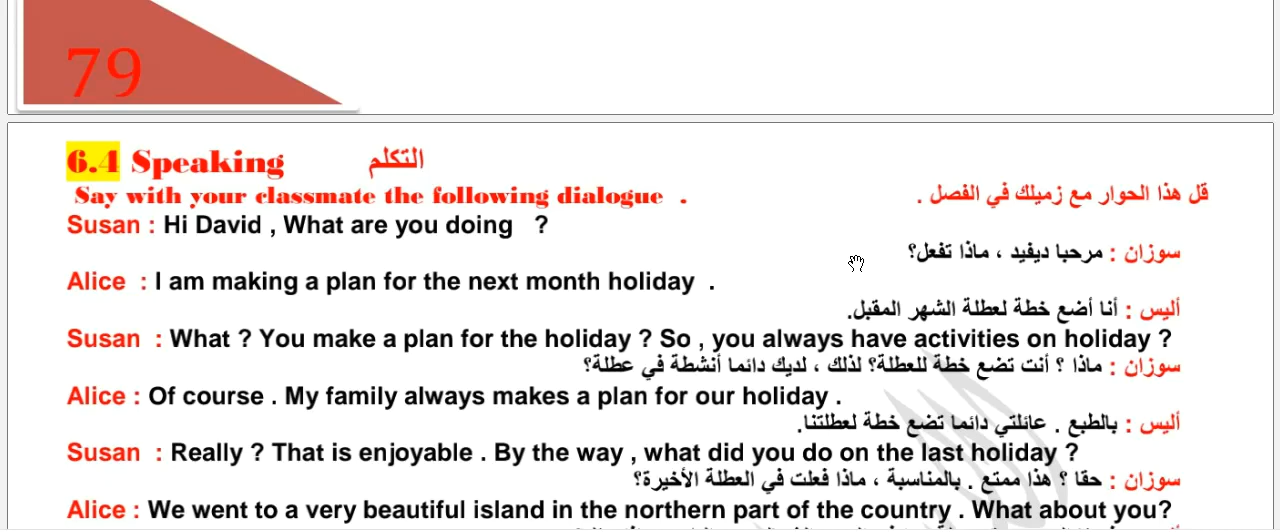 79
6.4 Speaking التكلم
Say with your classmate the following dialogue . قل هذا الحوار مع زميلك في الفصل .
Susan : Hi David , What are you doing ?
سوزان : مرحبا ديفيد ، ماذا تفعل؟
Alice : I am making a plan for the next month holiday .
أليس : أنا أضع خطة لعطلة الشهر المقبل.
Susan : What ? You make a plan for the holiday ? So , you always have activities on holiday ?
سوزان : ماذا ؟ أنت تضع خطة للعطلة؟ لذلك ، لديك دائما أنشطة في عطلة؟
Alice : Of course . My family always makes a plan for our holiday .
أليس : بالطبع . عائلتي دائما تضع خطة لعطلتنا.
Susan : Really ? That is enjoyable . By the way , what did you do on the last holiday ?
سوزان : حقا ؟ هذا ممتع . بالمناسبة ، ماذا فعلت في العطلة الأخيرة؟
Alice : We went to a very beautiful island in the northern part of the country . What about you?